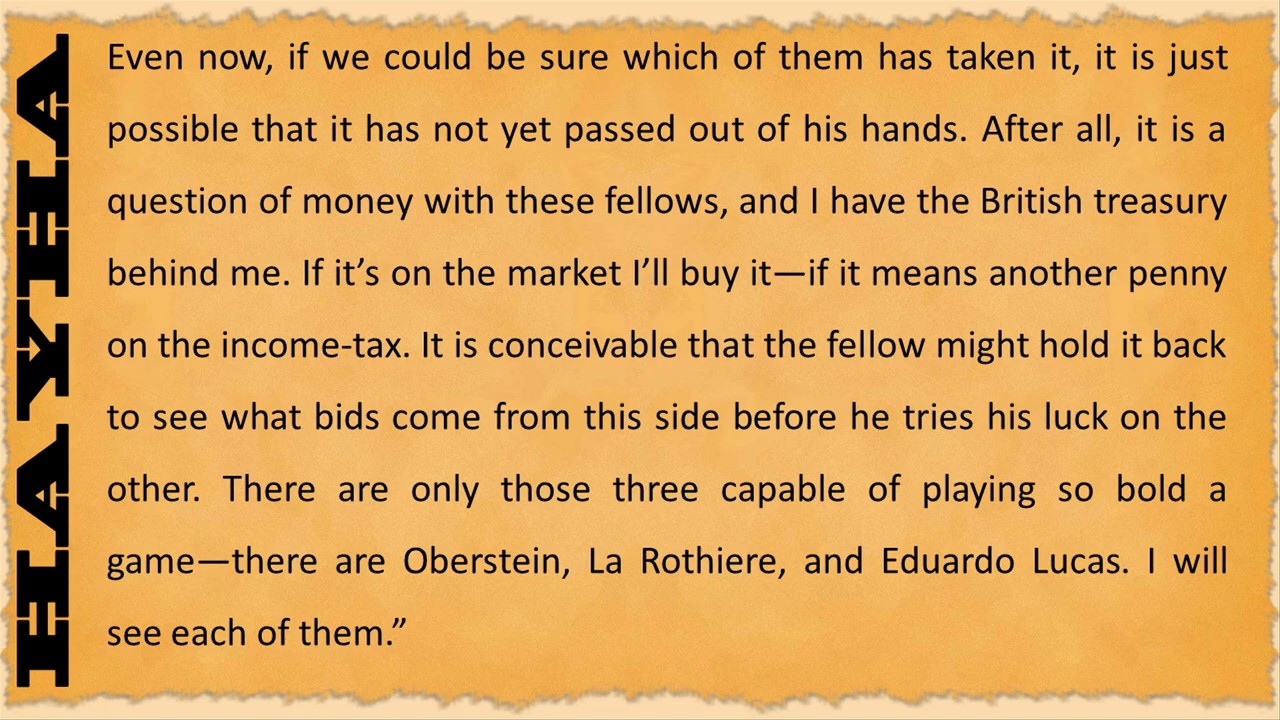 HAYHA
Even now, if we could be sure which of them has taken it, it is just
possible that it has not yet passed out of his hands. After all, it is a
question of money with these fellows, and I have the British treasury
behind me. If it’s on the market I’ll buy it—if it means another penny
on the income-tax. It is conceivable that the fellow might hold it back
to see what bids come from this side before he tries his luck on the
other. There are only those three capable of playing so bold a
game—there are Oberstein, La Rothiere, and Eduardo Lucas. I will
see each of them.”